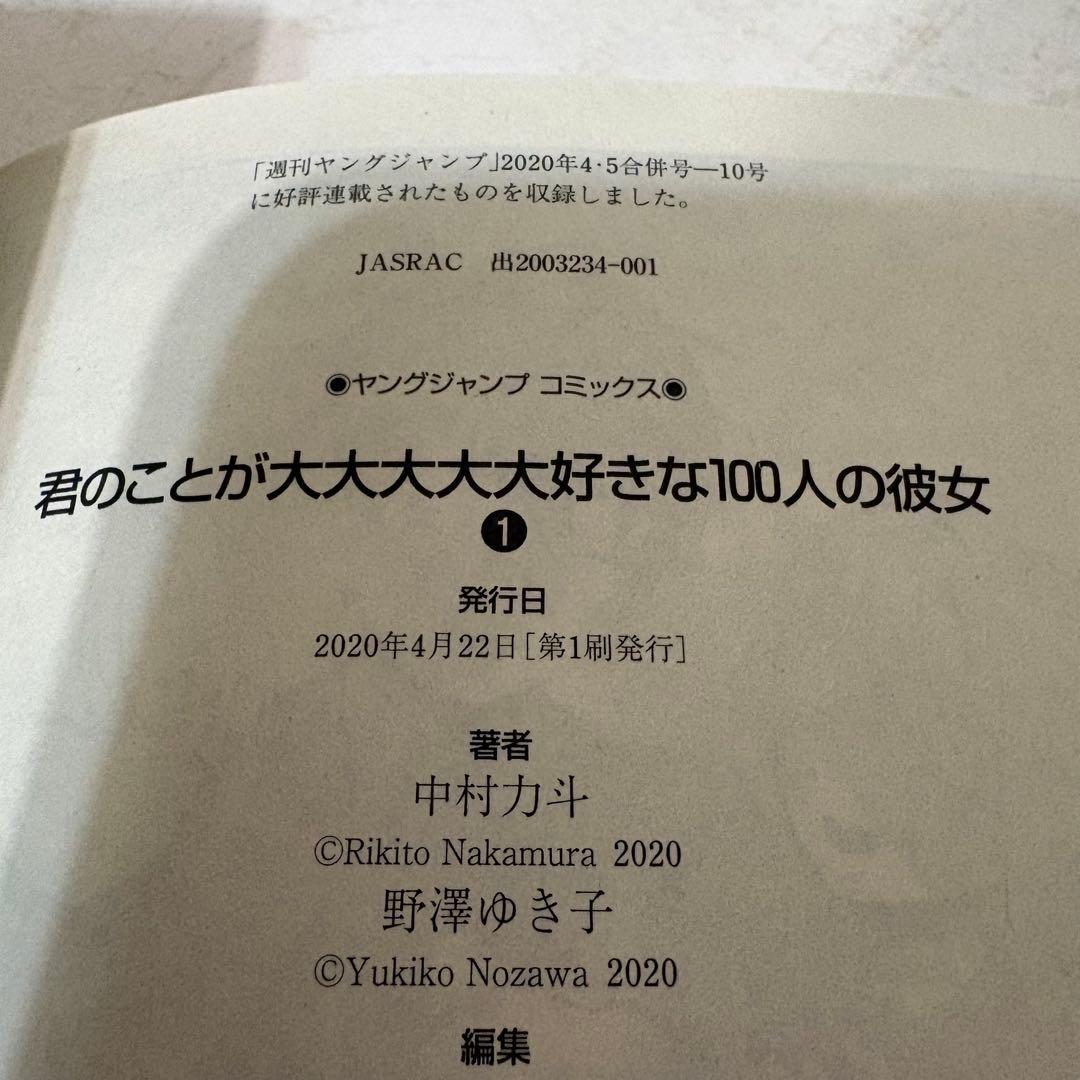 「週刊ヤングジャンプ」2020年4・5合併号―10号
に好評連載されたものを収録しました。
JASRAC 出2003234-001
◉ヤングジャンプ コミックス◉
君のことが大大大大大好きな100人の彼女
❶
発行日
2020年4月22日[第1刷発行]
著者
中村力斗
©Rikito Nakamura 2020
野澤ゆき子
©Yukiko Nozawa 2020
編集